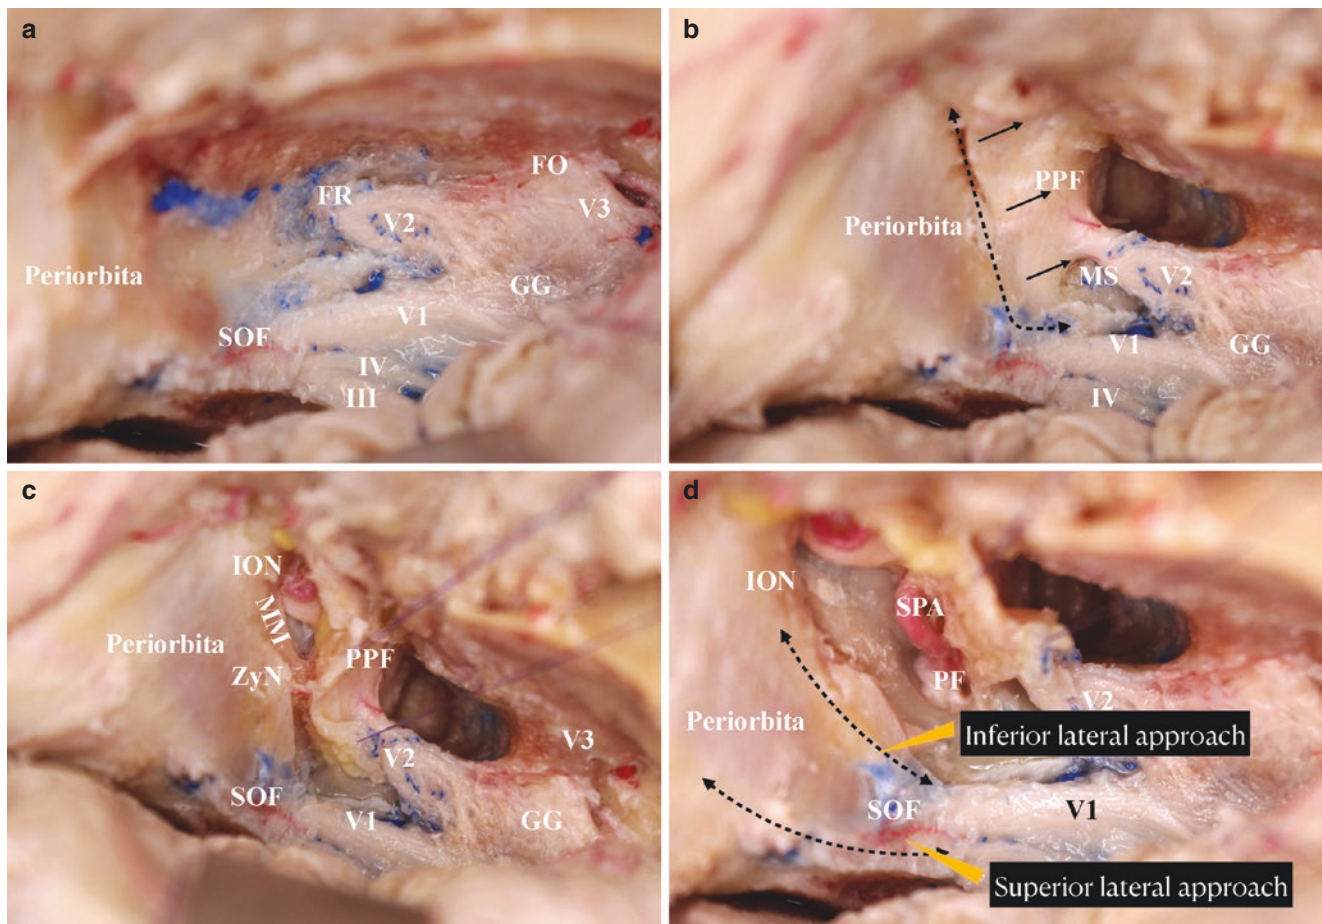 a
FO
FR
V3
V2
Periorbita
GG
V1
SOF
IV
III
b
PPF
Periorbita
MS
V2
V1
GG
IV
c
ION
MM
Periorbita
PPF
ZyN
V3
V2
SOF
V1
GG
d
ION
SPA
PF
V2
Periorbita
Inferior lateral approach
SOF
V1
Superior lateral approach